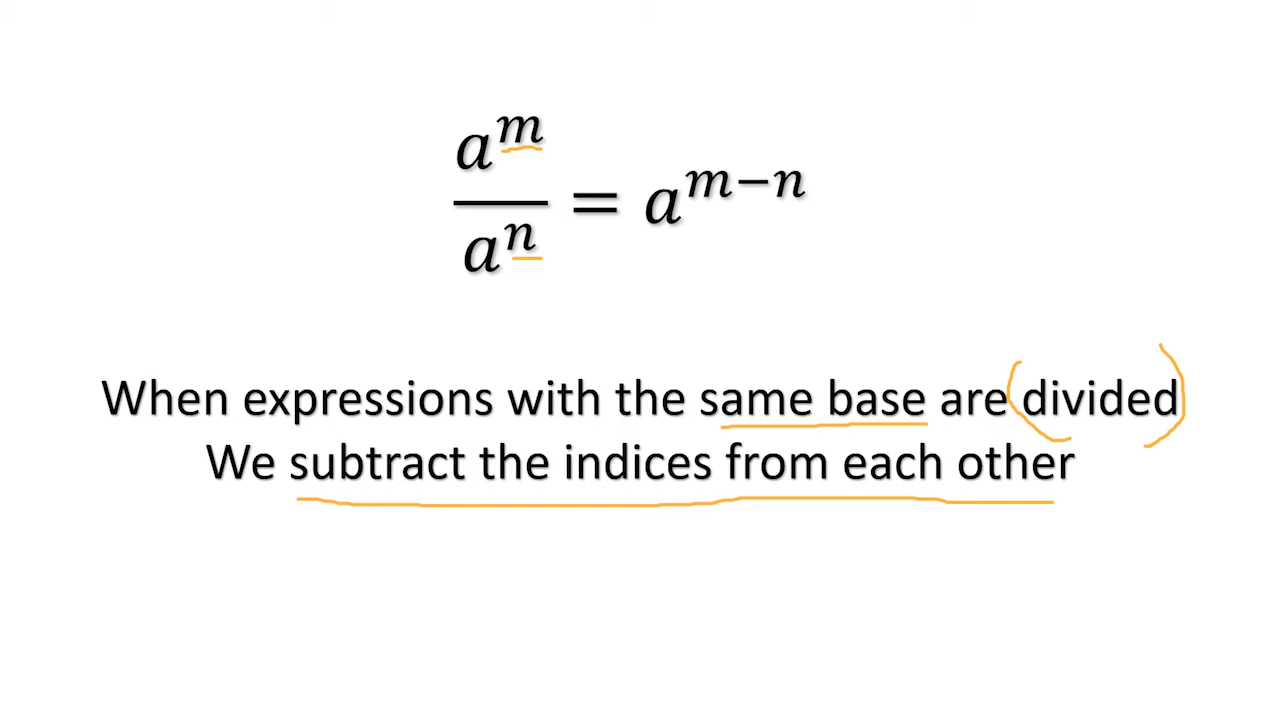 a^m / a^n = a^{m−n}
When expressions with the same base are divided
We subtract the indices from each other